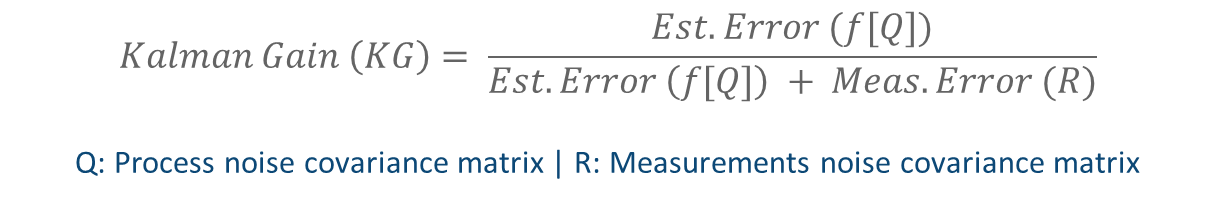 Kalman Gain (KG) = Est. Error (f[Q]) / Est. Error (f[Q]) + Meas. Error (R)
Q: Process noise covariance matrix | R: Measurements noise covariance matrix